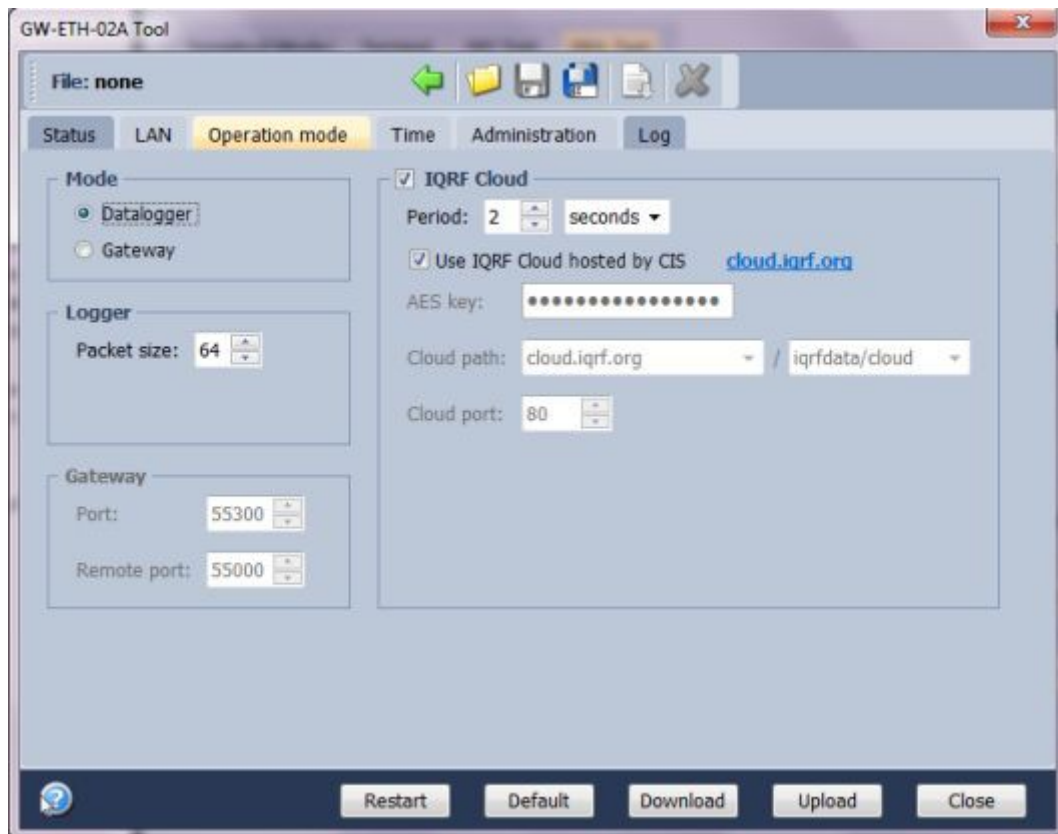 GW-ETH-02A Tool
File: none
Status LAN Operation mode Time Administration Log
Mode
Datalogger
Gateway
Logger
Packet size: 64
Gateway
Port: 55300
Remote port: 55000
IQRF Cloud
Period: 2 seconds
Use IQRF Cloud hosted by CIS cloud.iqrf.org
AES key: ••••••••••••••••
Cloud path: cloud.iqrf.org / iqrfdata/cloud
Cloud port: 80
Restart Default Download Upload Close